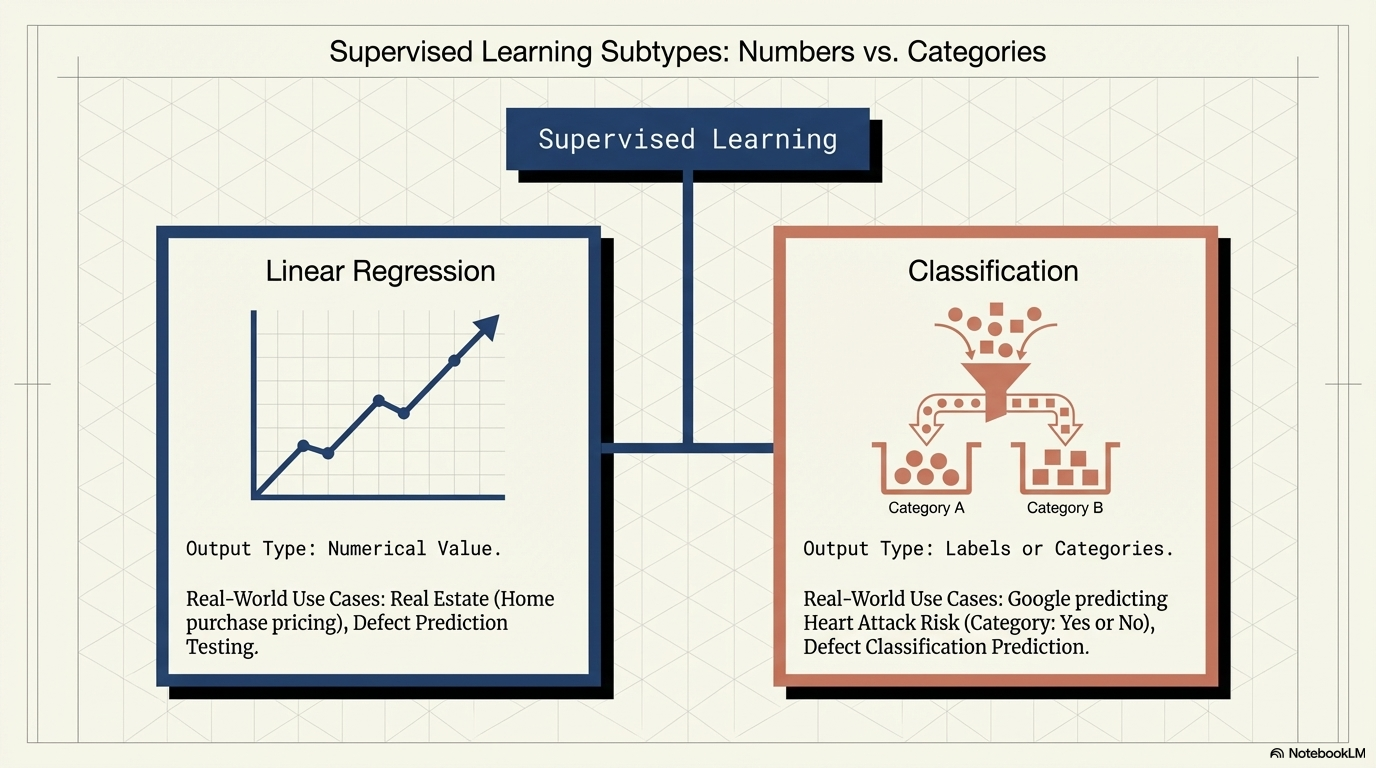 Supervised Learning Subtypes: Numbers vs. Categories
Supervised Learning
Linear Regression
Output Type: Numerical Value.
Real-World Use Cases: Real Estate (Home
purchase pricing), Defect Prediction
Testing.
Classification
Category A
Category B
Output Type: Labels or Categories.
Real-World Use Cases: Google predicting
Heart Attack Risk (Category: Yes or No),
Defect Classification Prediction.
NotebookLM